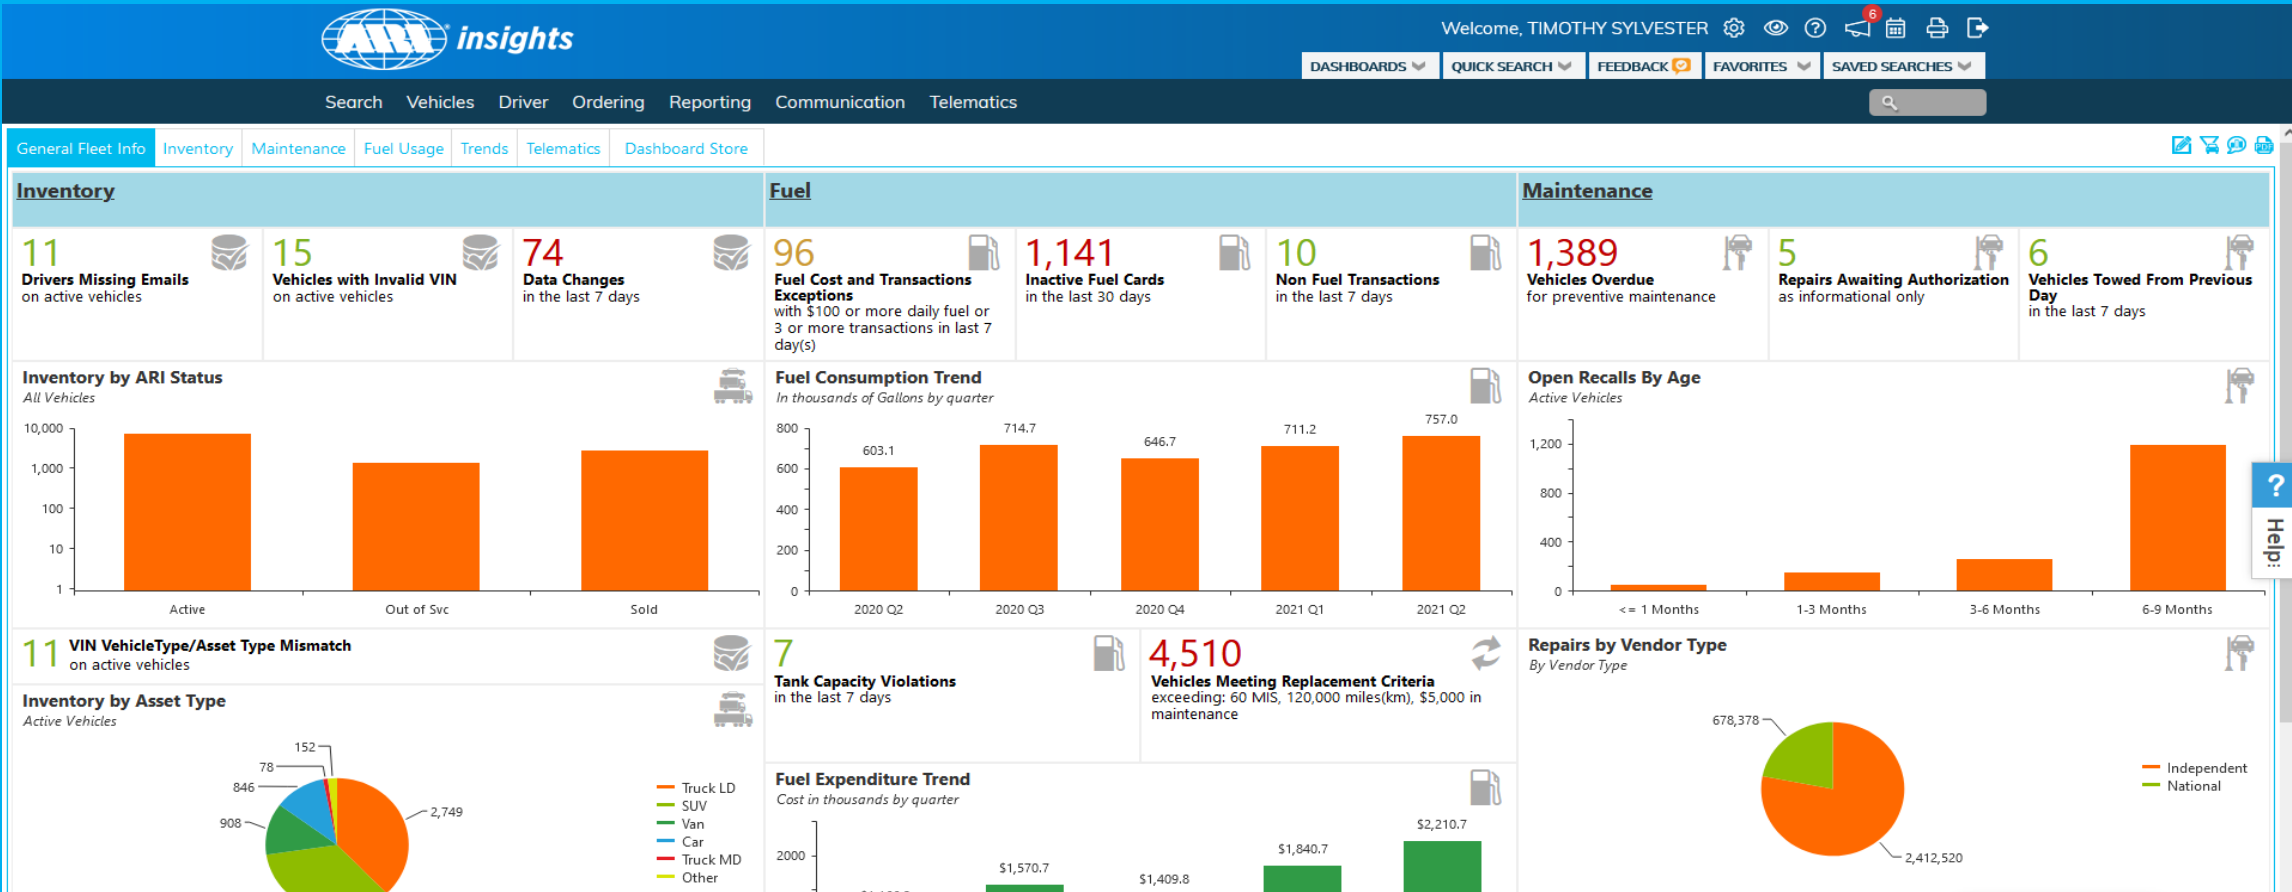 ARI insights
Welcome, TIMOTHY SYLVESTER
6
DASHBOARDS
QUICK SEARCH
FEEDBACK
FAVORITES
SAVED SEARCHES
Search Vehicles Driver Ordering Reporting Communication Telematics
General Fleet Info Inventory Maintenance Fuel Usage Trends Telematics Dashboard Store
PDF
Inventory
11
Drivers Missing Emails
on active vehicles
15
Vehicles with Invalid VIN
on active vehicles
74
Data Changes
in the last 7 days
Inventory by ARI Status
All Vehicles
10,000
1,000
100
10
1
Active
Out of Svc
Sold
11
VIN VehicleType/Asset Type Mismatch
on active vehicles
Inventory by Asset Type
Active Vehicles
152
78
846
908
2,749
Truck LD
SUV
Van
Car
Truck MD
Other
Fuel
96
Fuel Cost and Transactions
Exceptions
with $100 or more daily fuel or
3 or more transactions in last 7
day(s)
1,141
Inactive Fuel Cards
in the last 30 days
10
Non Fuel Transactions
in the last 7 days
Fuel Consumption Trend
In thousands of Gallons by quarter
800
600
400
200
0
603.1
714.7
646.7
711.2
757.0
2020 Q2
2020 Q3
2020 Q4
2021 Q1
2021 Q2
7
Tank Capacity Violations
in the last 7 days
4,510
Vehicles Meeting Replacement Criteria
exceeding: 60 MIS, 120,000 miles(km), $5,000 in
maintenance
Fuel Expenditure Trend
Cost in thousands by quarter
2000
$1,570.7
$1,409.8
$1,840.7
$2,210.7
Maintenance
1,389
Vehicles Overdue
for preventive maintenance
5
Repairs Awaiting Authorization
as informational only
6
Vehicles Towed From Previous
Day
in the last 7 days
Open Recalls By Age
Active Vehicles
1,200
800
400
0
<= 1 Months
1-3 Months
3-6 Months
6-9 Months
Repairs by Vendor Type
By Vendor Type
678,378
2,412,520
Independent
National
?
Help: